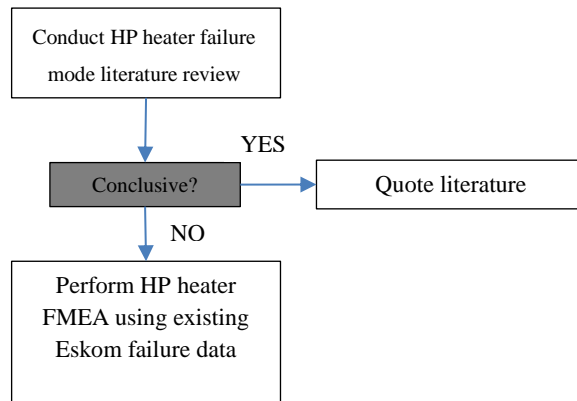 Conduct HP heater failure
mode literature review
YES
Conclusive?
Quote literature
NO
Perform HP heater
FMEA using existing
Eskom failure data